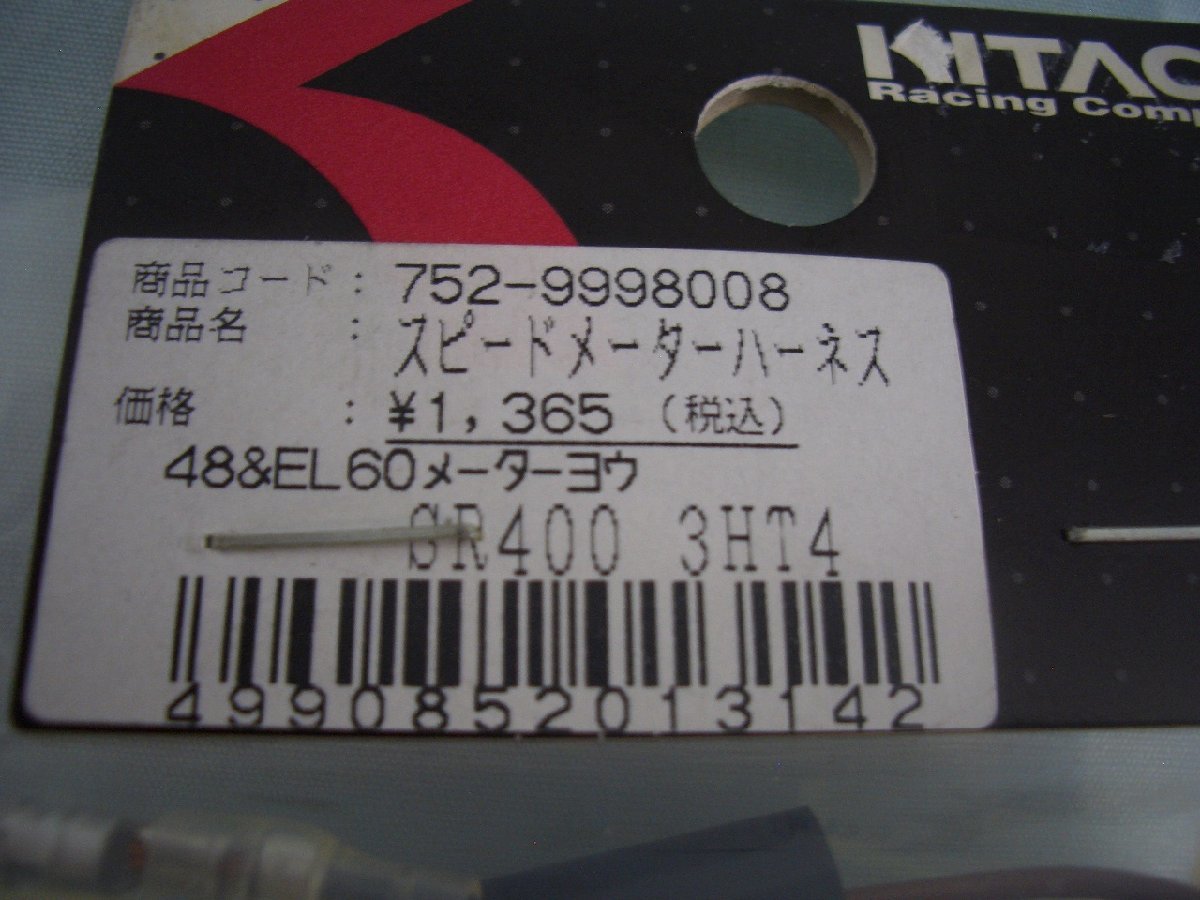 KITAC
Racing Comp
商品コード： 752-9998008
商品名 ： スピードメーターハーネス
価格 ： ¥1,365 （税込）
48&EL60メーターヨウ
SR400 3HT4
4990852013142